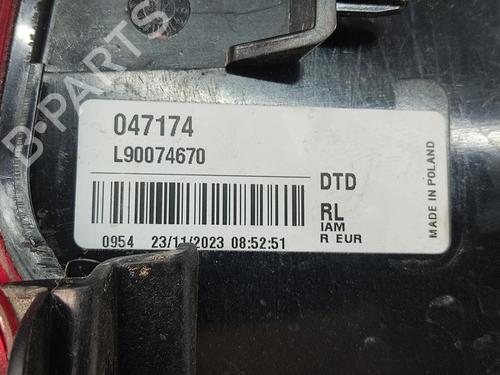 B-PARTS
047174
L90074670
DTD
RL
IAM
R EUR
0954 23/11/2023 08:52:51
MADE IN POLAND